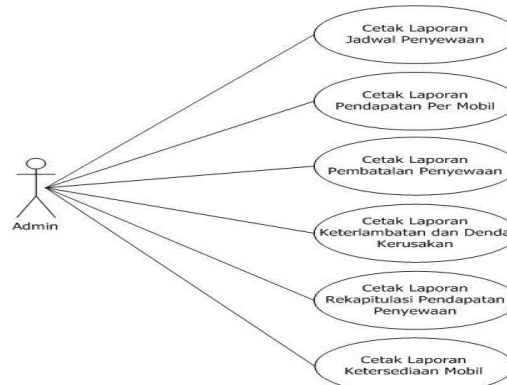 Cetak Laporan
Jadwal Penyewaan
Cetak Laporan
Pendapatan Per Mobil
Cetak Laporan
Pembatalan Penyewaan
Admin
Cetak Laporan
Keterlambatan dan Denda
Kerusakan
Cetak Laporan
Rekapitulasi Pendapatan
Penyewaan
Cetak Laporan
Ketersediaan Mobil